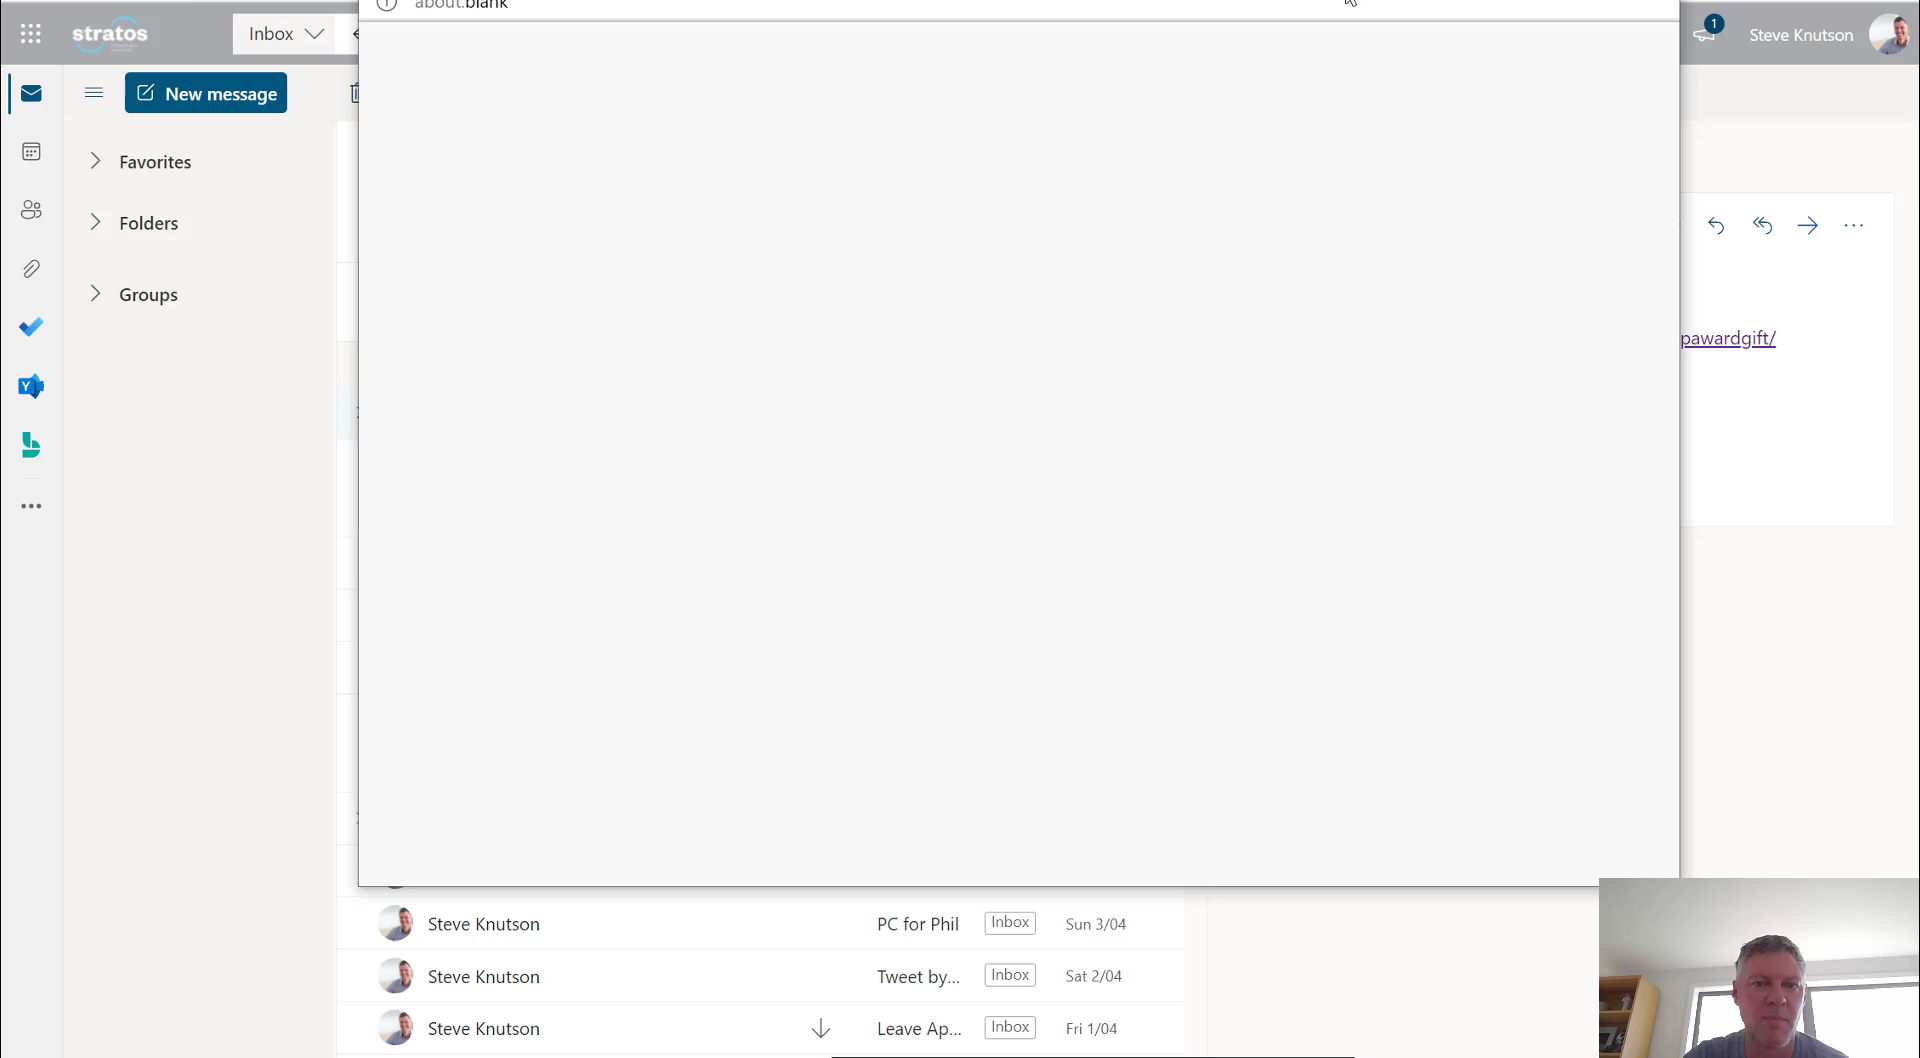 about:blank
stratos
Inbox
1
Steve Knutson
New message
Favorites
Folders
Groups
pawardgift/
Steve Knutson PC for Phil Inbox Sun 3/04
Steve Knutson Tweet by... Inbox Sat 2/04
Steve Knutson Leave Ap... Inbox Fri 1/04